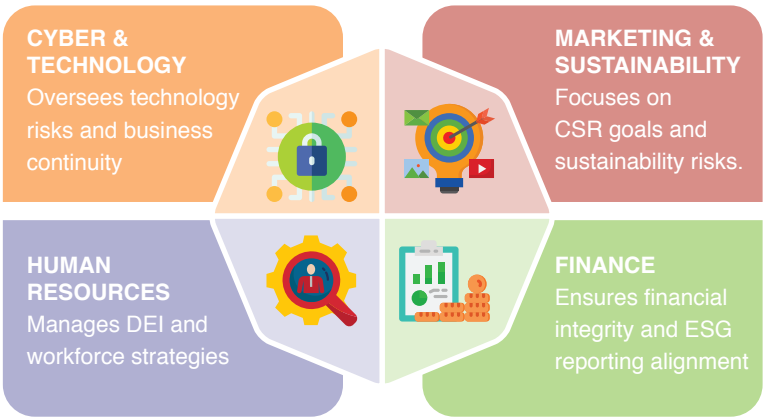 CYBER &
TECHNOLOGY
Oversees technology
risks and business
continuity
MARKETING &
SUSTAINABILITY
Focuses on
CSR goals and
sustainability risks.
HUMAN
RESOURCES
Manages DEI and
workforce strategies
FINANCE
Ensures financial
integrity and ESG
reporting alignment